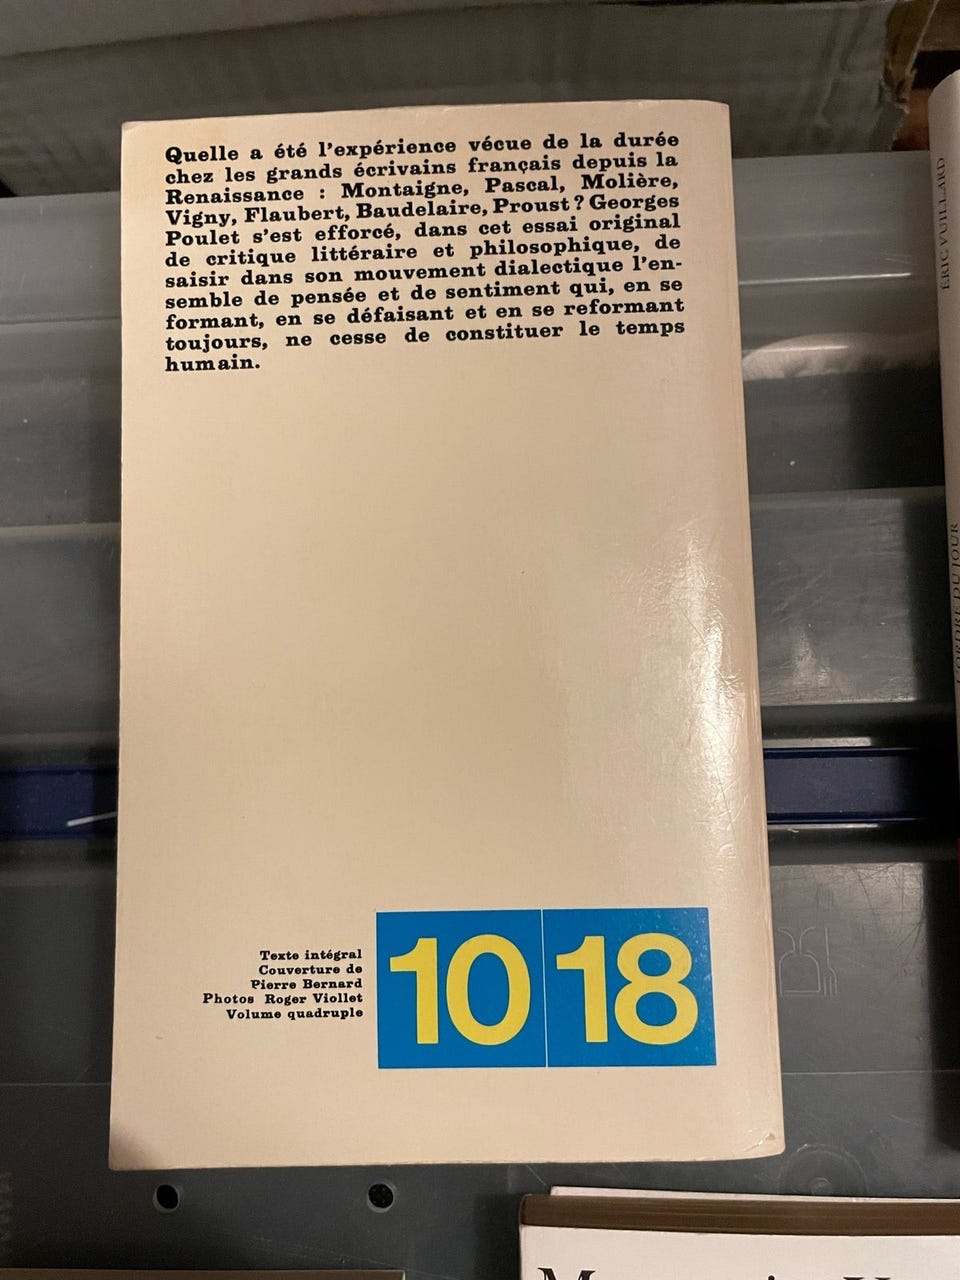 Quelle a été l'expérience vécue de la durée
chez les grands écrivains français depuis la
Renaissance : Montaigne, Pascal, Molière,
Vigny, Flaubert, Baudelaire, Proust ? Georges
Poulet s'est efforcé, dans cet essai original
de critique littéraire et philosophique, de
saisir dans son mouvement dialectique l'en-
semble de pensée et de sentiment qui, en se
formant, en se défaisant et en se reformant
toujours, ne cesse de constituer le temps
humain.
Texte intégral
Couverture de
Pierre Bernard
Photos Roger Viollet
Volume quadruple
10 18
ÉRIC VUILLARD
L'ORDRE DU JOUR